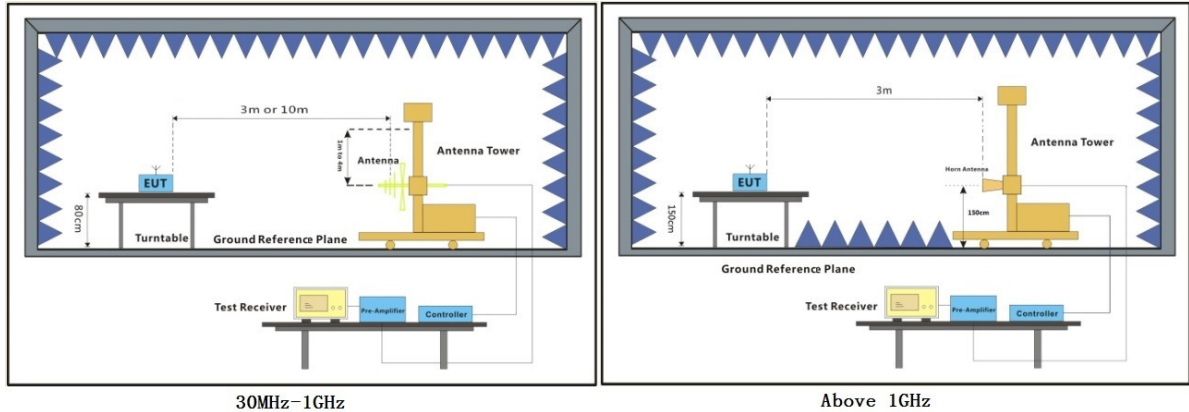 3m or 10m
1m to 4m
Antenna
Antenna Tower
EUT
80cm
Turntable
Ground Reference Plane
Test Receiver
Pre-Amplifier
Controller
30MHz-1GHz
3m
Antenna Tower
Horn Antenna
EUT
150cm
150cm
Turntable
Ground Reference Plane
Test Receiver
Pre-Amplifier
Controller
Above 1GHz